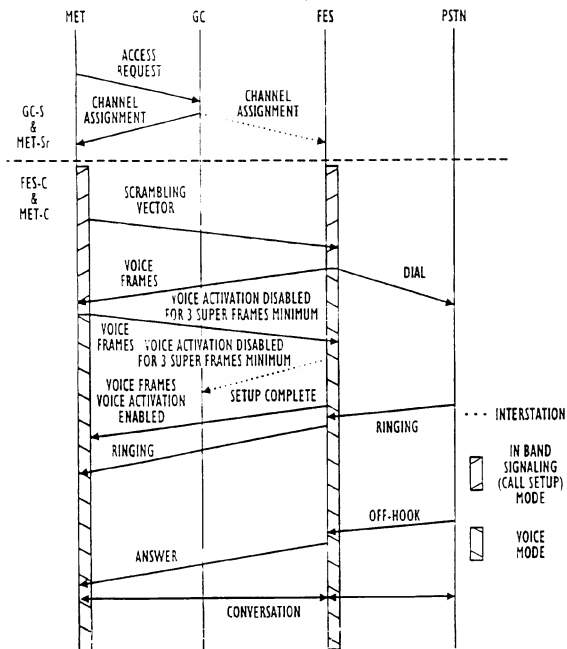 MET GC FES PSTN
ACCESS
REQUEST
CHANNEL
ASSIGNMENT
CHANNEL
ASSIGNMENT
GC-S
&
MET-Sr
FES-C
&
MET-C
SCRAMBLING
VECTOR
VOICE
FRAMES
DIAL
VOICE ACTIVATION DISABLED
FOR 3 SUPER FRAMES MINIMUM
VOICE
FRAMES
VOICE ACTIVATION DISABLED
FOR 3 SUPER FRAMES MINIMUM
VOICE FRAMES
VOICE ACTIVATION
ENABLED
SETUP COMPLETE
RINGING
RINGING
INTERSTATION
IN BAND
SIGNALING
(CALL SETUP)
MODE
OFF-HOOK
VOICE
MODE
ANSWER
CONVERSATION